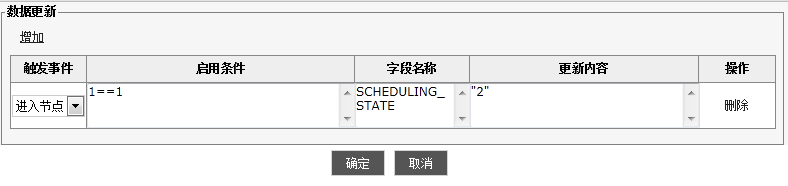 数据更新
增加
触发事件 启用条件 字段名称 更新内容 操作
进入节点 1==1 SCHEDULING_ "2" 删除
STATE
确定 取消